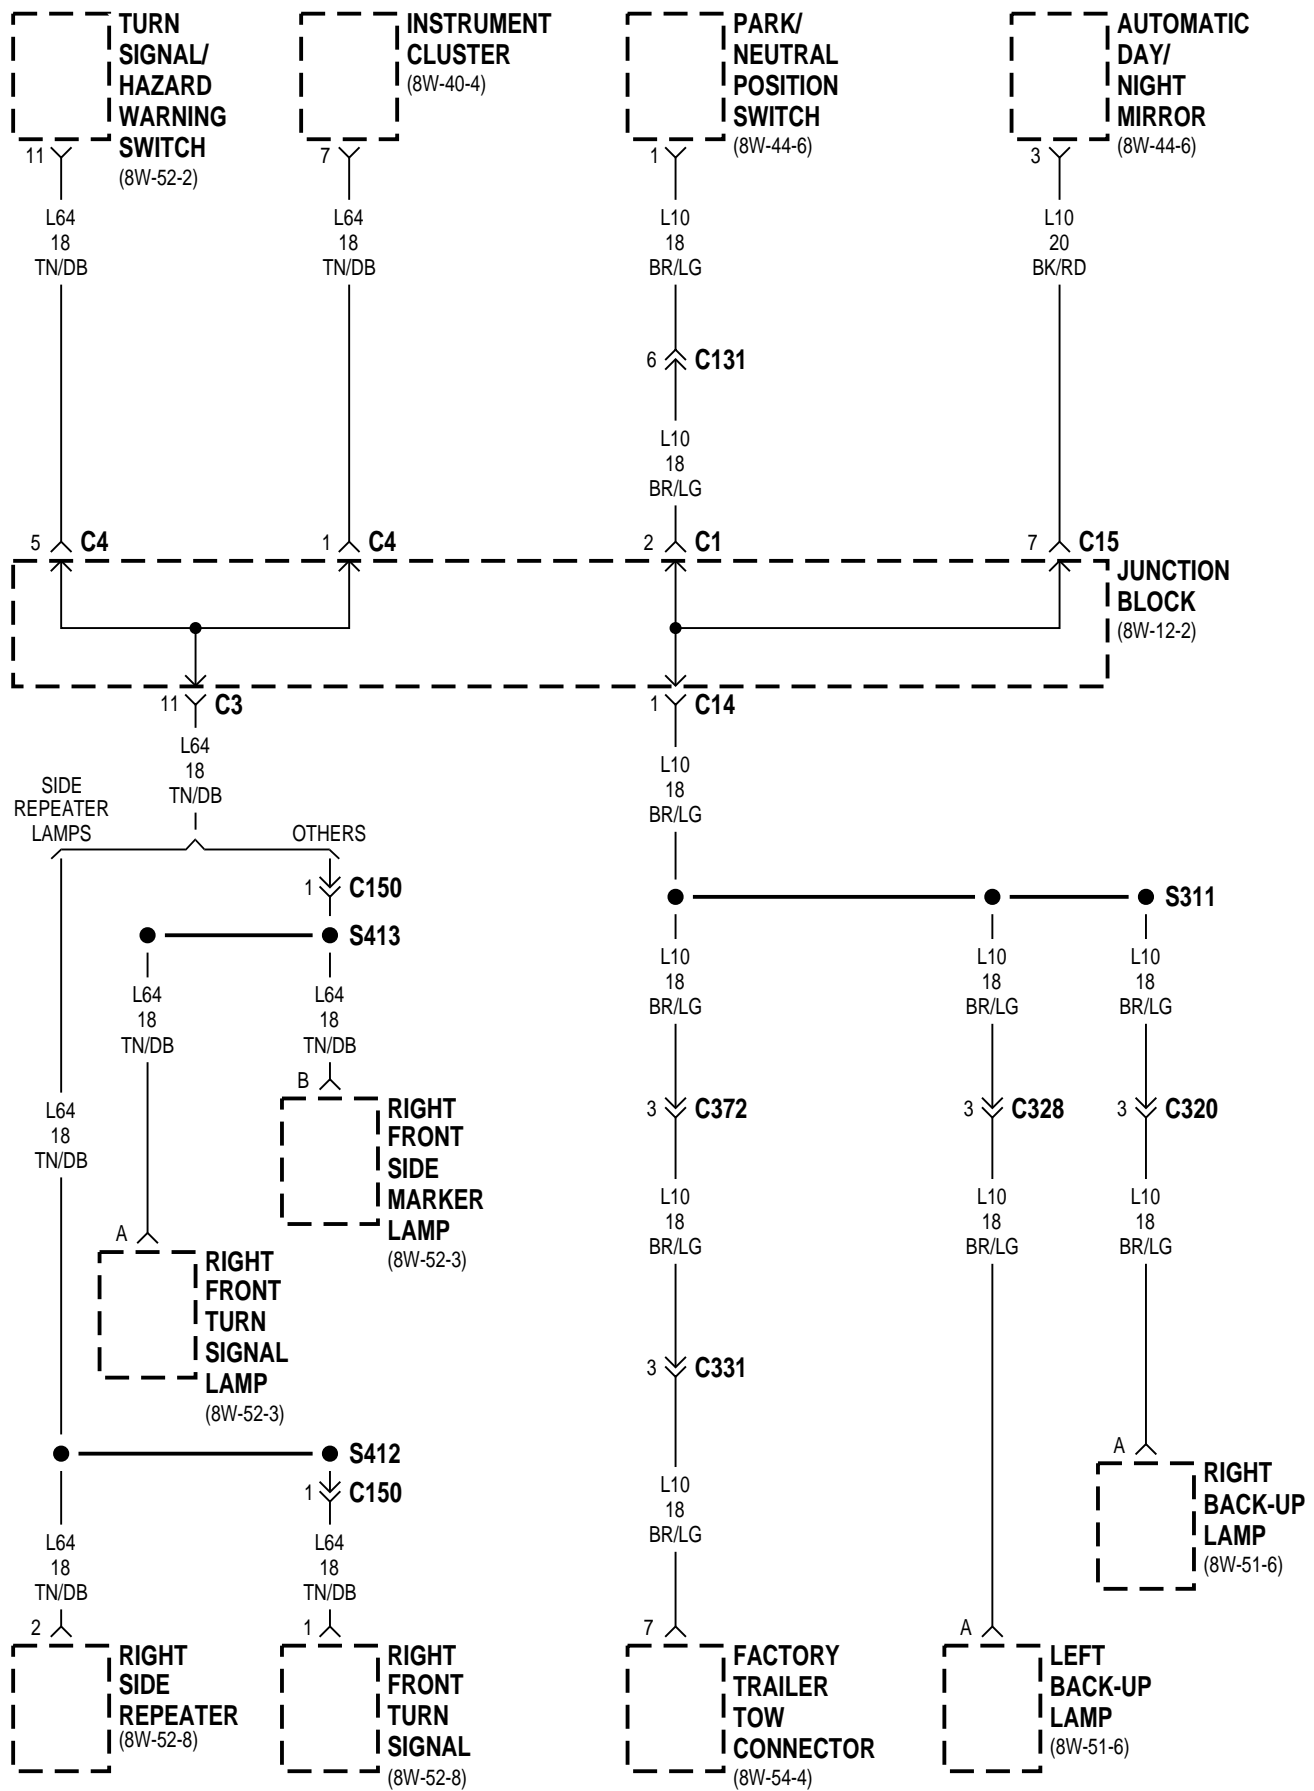 TURN
SIGNAL/
HAZARD
WARNING
SWITCH
(8W-52-2)
INSTRUMENT
CLUSTER
(8W-40-4)
PARK/
NEUTRAL
POSITION
SWITCH
(8W-44-6)
AUTOMATIC
DAY/
NIGHT
MIRROR
(8W-44-6)
11
7
1
3
L64
18
TN/DB
L64
18
TN/DB
L10
18
BR/LG
L10
20
BK/RD
6 C131
L10
18
BR/LG
5 C4
1 C4
2 C1
7 C15
JUNCTION
BLOCK
(8W-12-2)
11 C3
1 C14
L64
18
TN/DB
L10
18
BR/LG
SIDE
REPEATER
LAMPS
OTHERS
1 C150
S413
S311
L64
18
TN/DB
L64
18
TN/DB
L10
18
BR/LG
L10
18
BR/LG
L10
18
BR/LG
B
RIGHT
FRONT
SIDE
MARKER
LAMP
(8W-52-3)
L64
18
TN/DB
3 C372
3 C328
3 C320
L10
18
BR/LG
L10
18
BR/LG
L10
18
BR/LG
A
RIGHT
FRONT
TURN
SIGNAL
LAMP
(8W-52-3)
3 C331
S412
1 C150
A
RIGHT
BACK-UP
LAMP
(8W-51-6)
L64
18
TN/DB
L64
18
TN/DB
L10
18
BR/LG
2
RIGHT
SIDE
REPEATER
(8W-52-8)
1
RIGHT
FRONT
TURN
SIGNAL
(8W-52-8)
7
FACTORY
TRAILER
TOW
CONNECTOR
(8W-54-4)
A
LEFT
BACK-UP
LAMP
(8W-51-6)